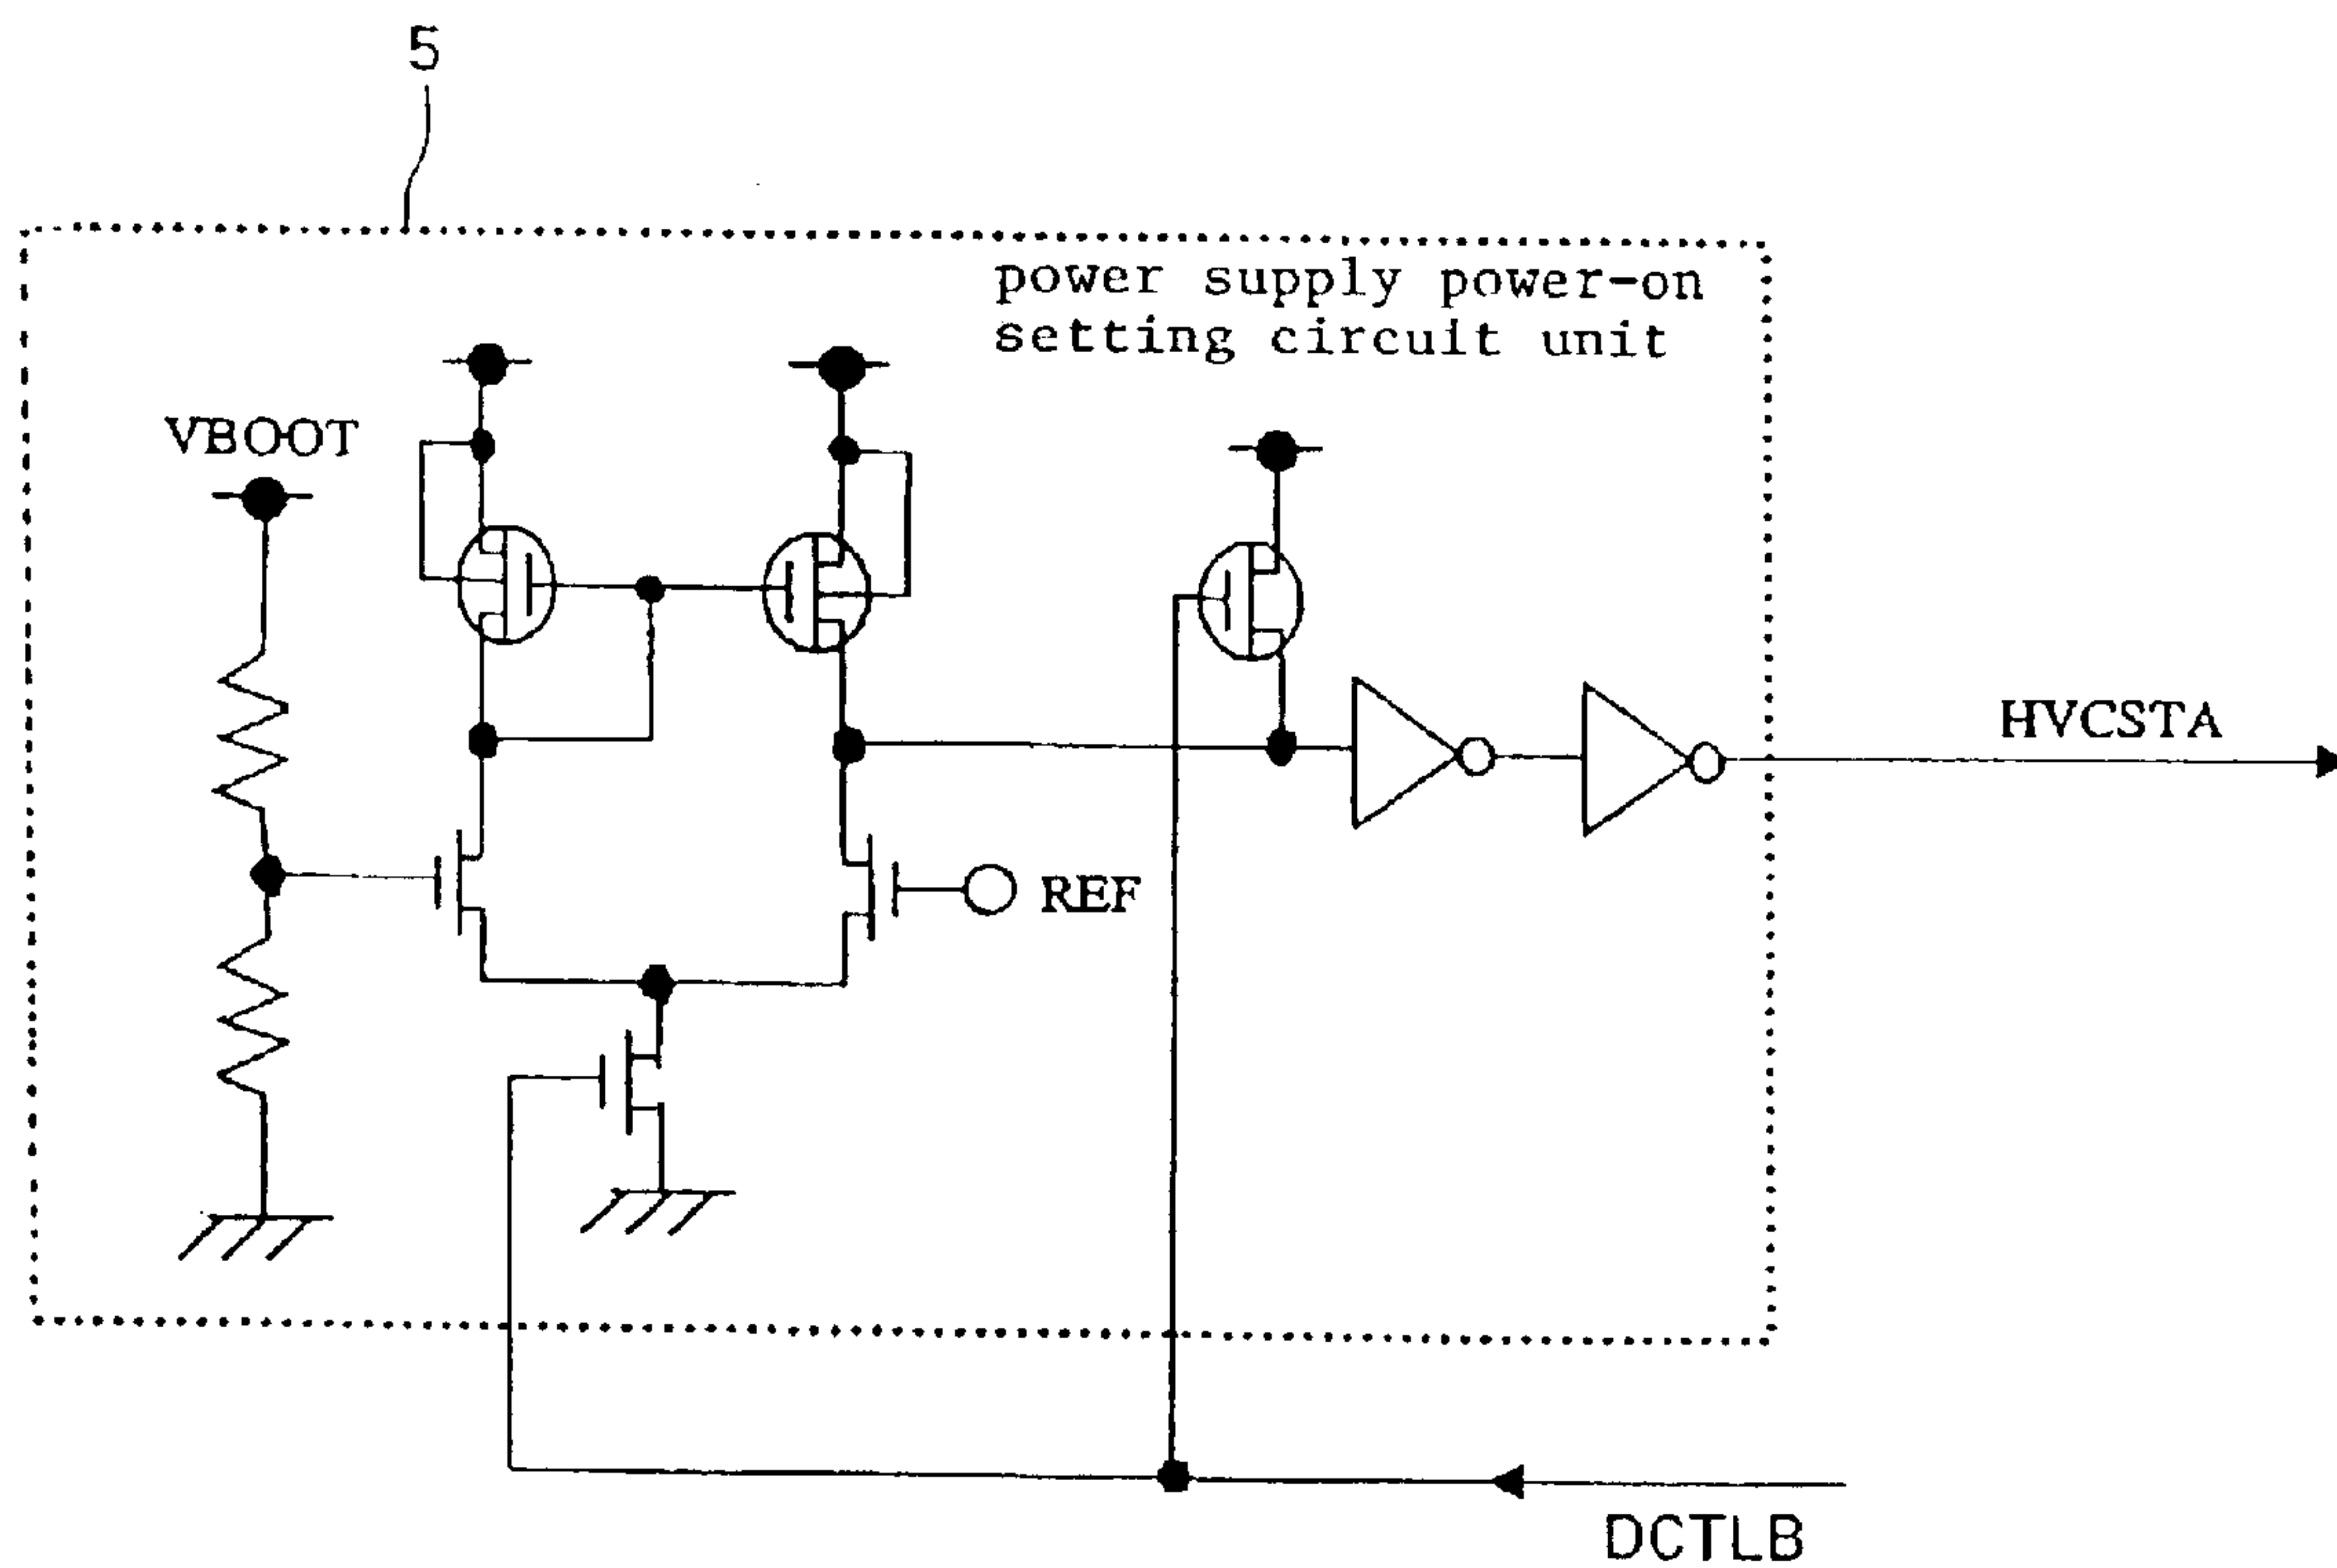 5
power supply power-on
setting circuit unit
VBOOT
HVCSTA
REF
DCTLB